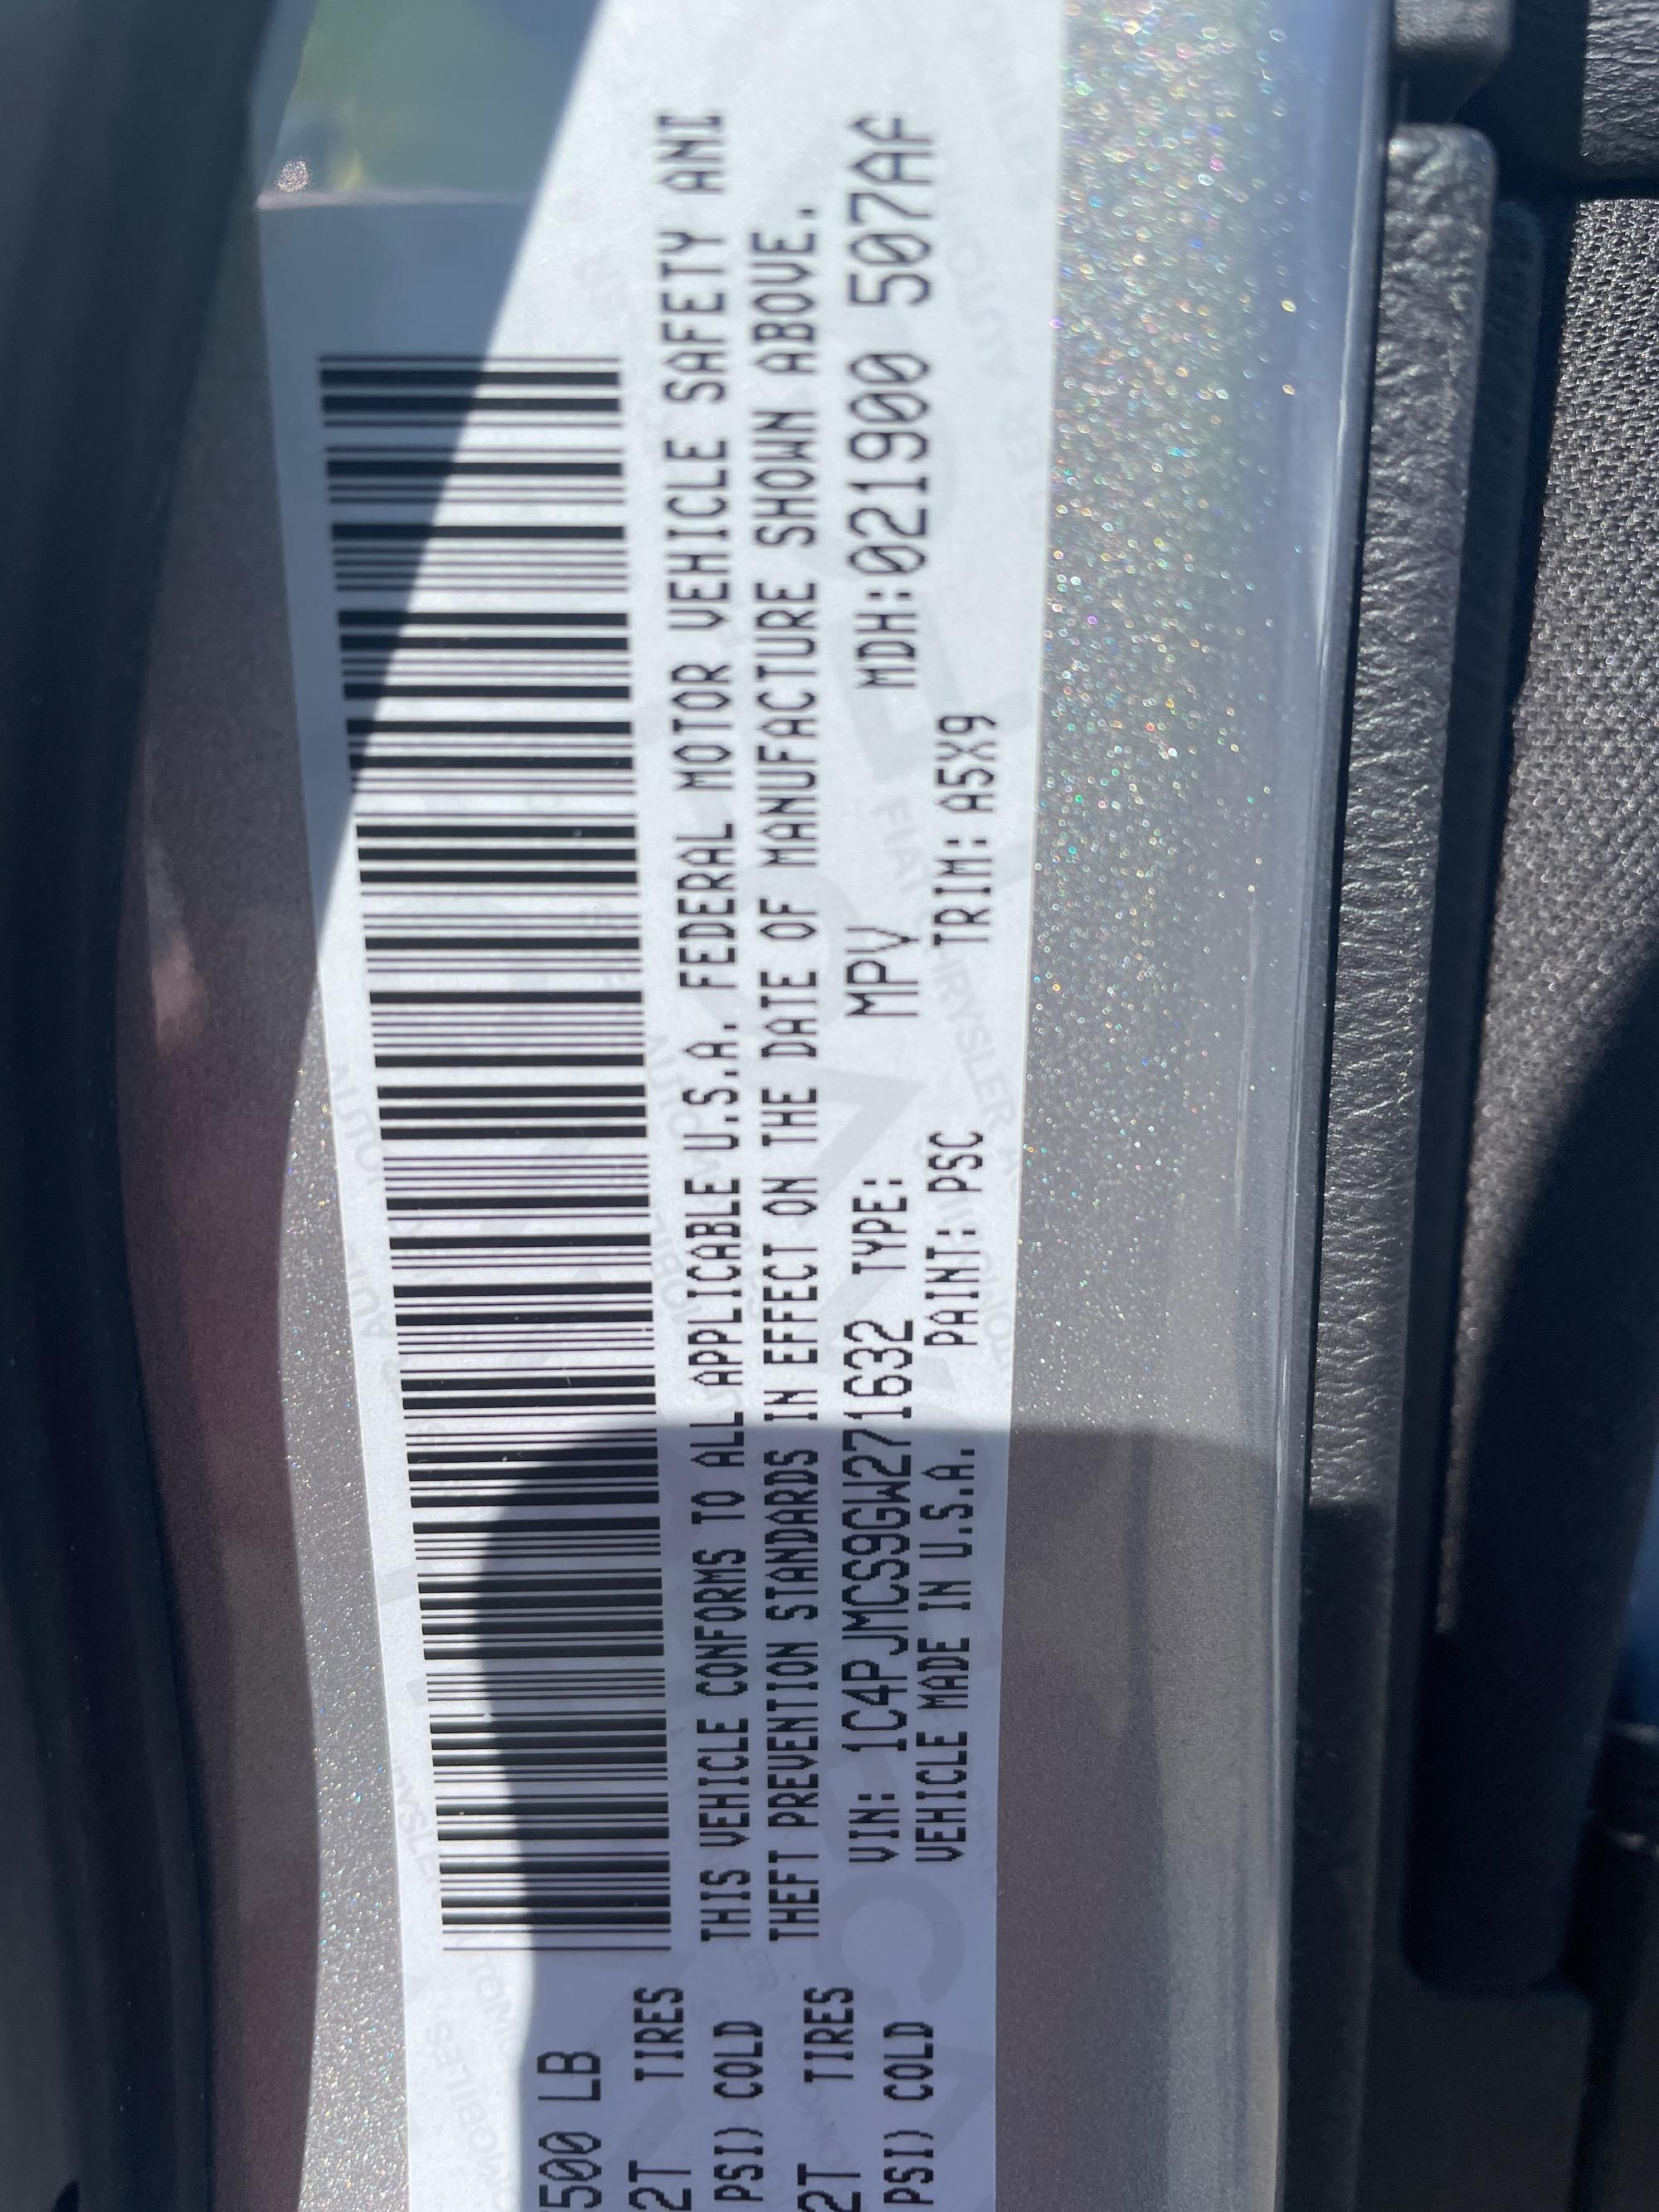 500 LB
2T TIRES
PSI) COLD
2T TIRES
PSI) COLD
THIS VEHICLE CONFORMS TO ALL APPLICABLE U.S.A. FEDERAL MOTOR VEHICLE SAFETY AND
THEFT PREVENTION STANDARDS IN EFFECT ON THE DATE OF MANUFACTURE SHOWN ABOVE.
VIN: 1C4PJMCS9GW271632 TYPE: MPV MDH:021900 507AF
VEHICLE MADE IN U.S.A. PAINT:PSC TRIM:A5X9